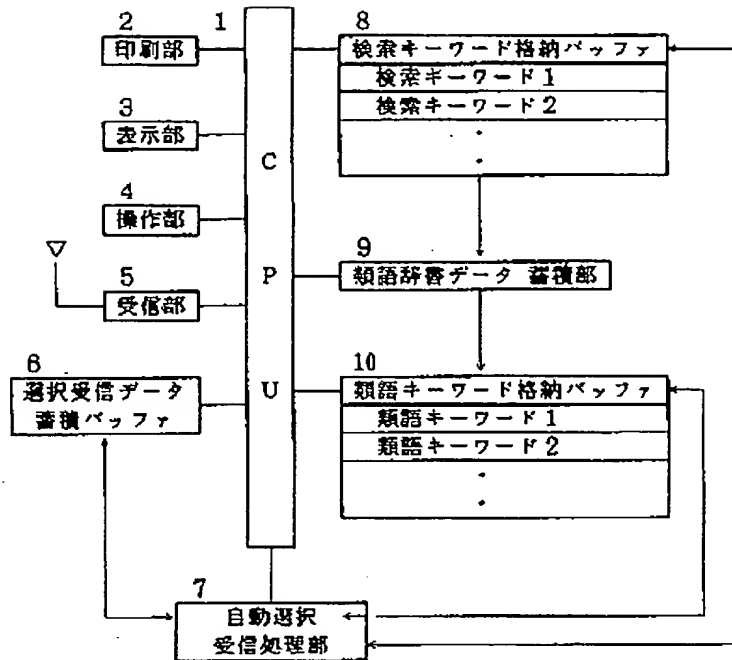 2
印刷部
3
表示部
4
操作部
5
受信部
6
選択受信データ
蓄積バッファ
1
C
P
U
8
検索キーワード格納バッファ
検索キーワード1
検索キーワード2
・
・
9
類語辞書データ 蓄積部
10
類語キーワード格納バッファ
類語キーワード1
類語キーワード2
・
・
7
自動選択
受信処理部